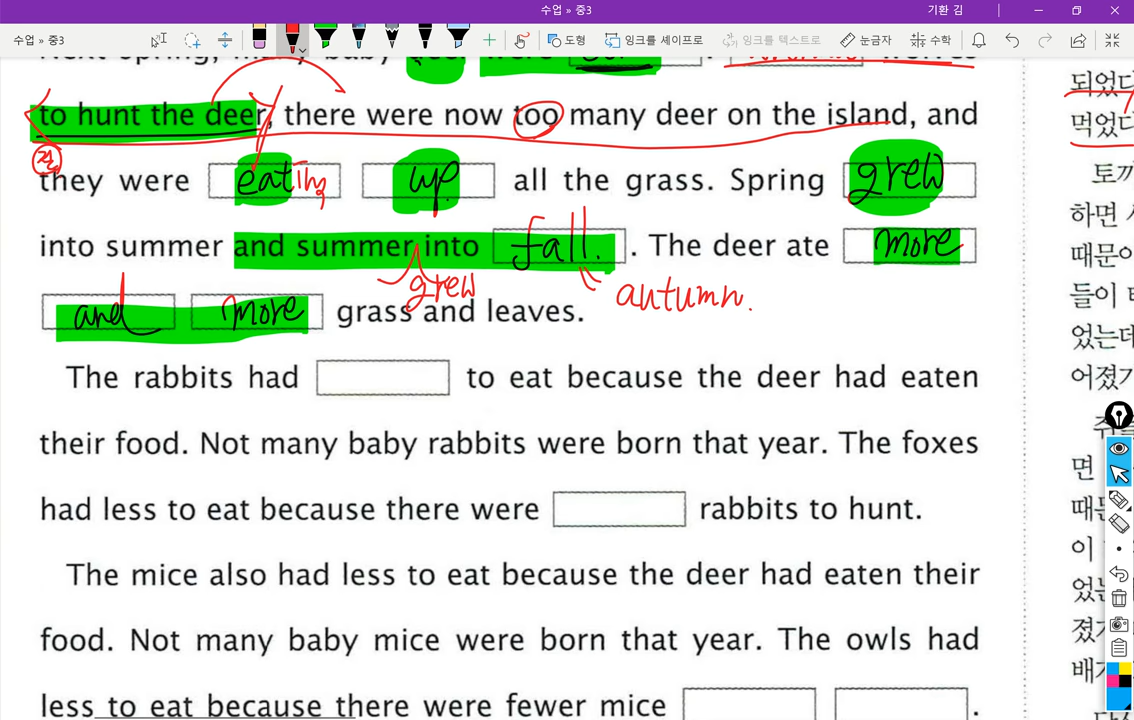 수업 » 중3
기환 김
수업 » 중3
도형
잉크를 셰이프로
잉크를 텍스트로
눈금자
수학
to hunt the deer, there were now too many deer on the island, and
전
they were eating up all the grass. Spring grew
into summer and summer into fall. . The deer ate more
grew
autumn.
and more grass and leaves.
The rabbits had to eat because the deer had eaten
their food. Not many baby rabbits were born that year. The foxes
had less to eat because there were rabbits to hunt.
The mice also had less to eat because the deer had eaten their
food. Not many baby mice were born that year. The owls had
less to eat because there were fewer mice .
되었다
먹었다
토끼
하면
때문이
들이
었는데
어졌기
면
이
배기